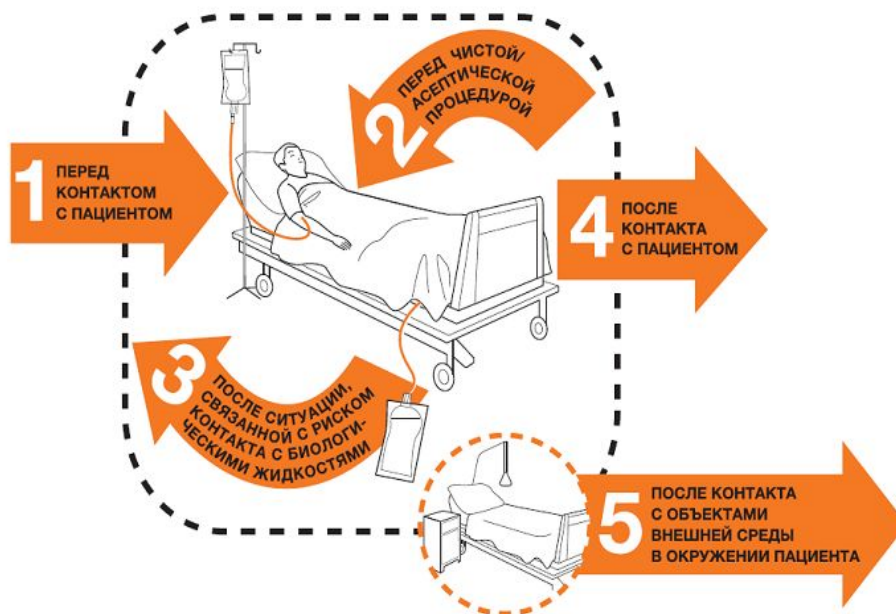 1
ПЕРЕД
КОНТАКТОМ
С ПАЦИЕНТОМ
2
ПЕРЕД ЧИСТОЙ/
АСЕПТИЧЕСКОЙ
ПРОЦЕДУРОЙ
3
ПОСЛЕ СИТУАЦИИ,
СВЯЗАННОЙ С РИСКОМ
КОНТАКТА С БИОЛОГИ-
ЧЕСКИМИ ЖИДКОСТЯМИ
4
ПОСЛЕ
КОНТАКТА
С ПАЦИЕНТОМ
5
ПОСЛЕ КОНТАКТА
С ОБЪЕКТАМИ
ВНЕШНЕЙ СРЕДЫ
В ОКРУЖЕНИИ ПАЦИЕНТА